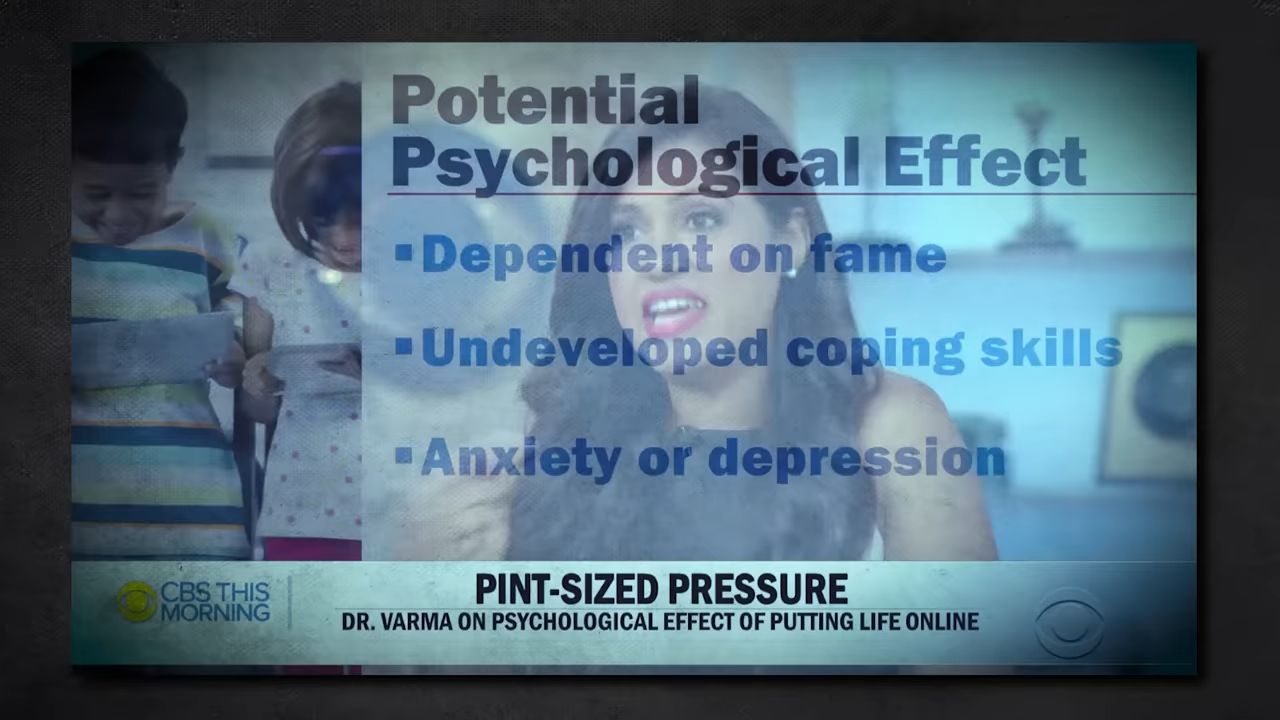 Potential
Psychological Effect
▪Dependent on fame
▪Undeveloped coping skills
▪Anxiety or depression
CBS THIS
MORNING
PINT-SIZED PRESSURE
DR. VARMA ON PSYCHOLOGICAL EFFECT OF PUTTING LIFE ONLINE